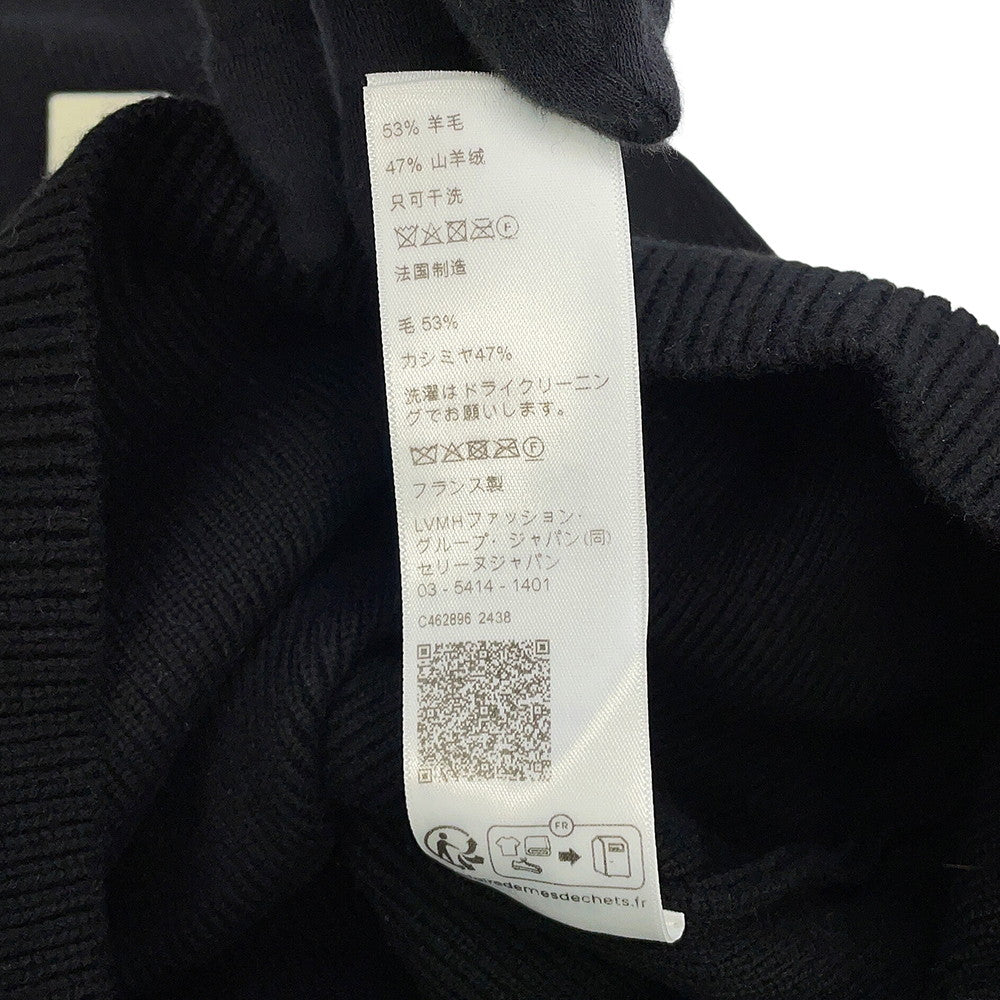 53% 羊毛
47% 山羊绒
只可干洗
F
法国制造
毛 53%
カシミヤ47%
洗濯はドライクリーニン
グでお願いします。
F
フランス製
LVMHファッション・
グループ・ジャパン(同)
セリーヌジャパン
03 - 5414 - 1401
C462896 2438
FR
airedemesdechets.fr